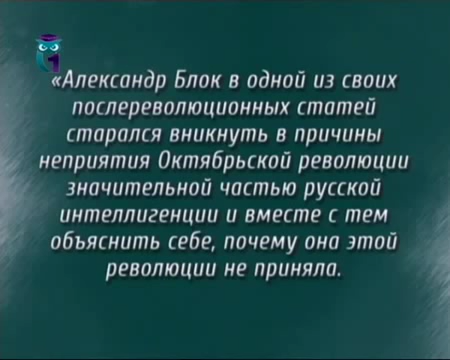 1
«Александр Блок в одной из своих
послереволюционных статей
старался вникнуть в причины
неприятия Октябрьской революции
значительной частью русской
интеллигенции и вместе с тем
объяснить себе, почему она этой
революции не приняла.